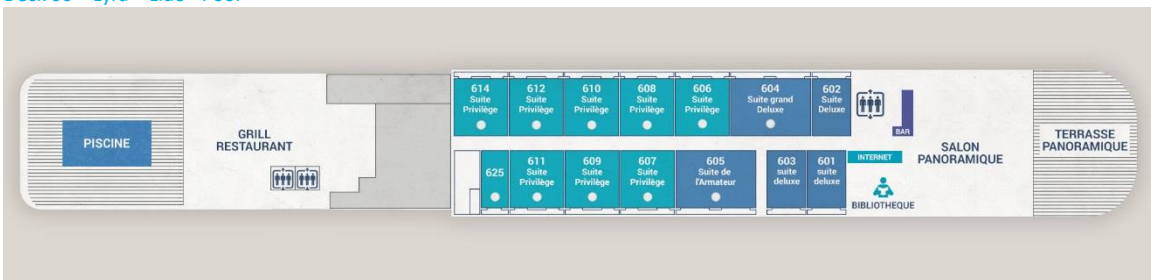 614
Suite
Privilège
612
Suite
Privilège
610
Suite
Privilège
608
Suite
Privilège
606
Suite
Privilège
604
Suite grand
Deluxe
602
Suite
Deluxe
BAR
PISCINE
GRILL
RESTAURANT
SALON
PANORAMIQUE
TERRASSE
PANORAMIQUE
625
611
Suite
Privilège
609
Suite
Privilège
607
Suite
Privilège
605
Suite de
l'Armateur
603
suite
deluxe
601
suite
deluxe
INTERNET
BIBLIOTHEQUE